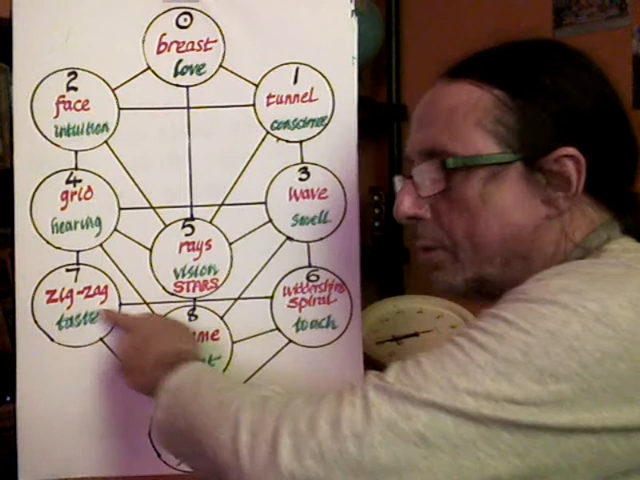 0
breast
love
2
face
intuition
1
tunnel
conscience
4
grid
hearing
3
wave
smell
5
rays
vision
STARS
7
zig-zag
taste
6
widdershins
spiral
touch
8